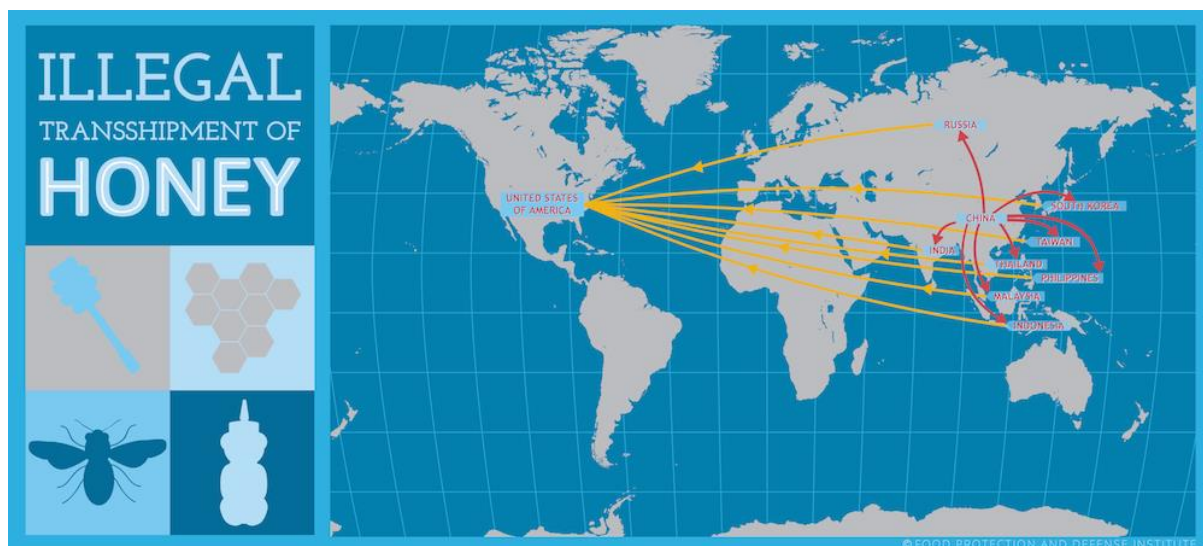 ILLEGAL
TRANSSHIPMENT OF
HONEY
RUSSIA
UNITED STATES
OF AMERICA
SOUTH KOREA
CHINA
TAIWAN
INDIA
THAILAND
PHILIPPINES
MALAYSIA
INDONESIA
© FOOD PROTECTION AND DEFENSE INSTITUTE